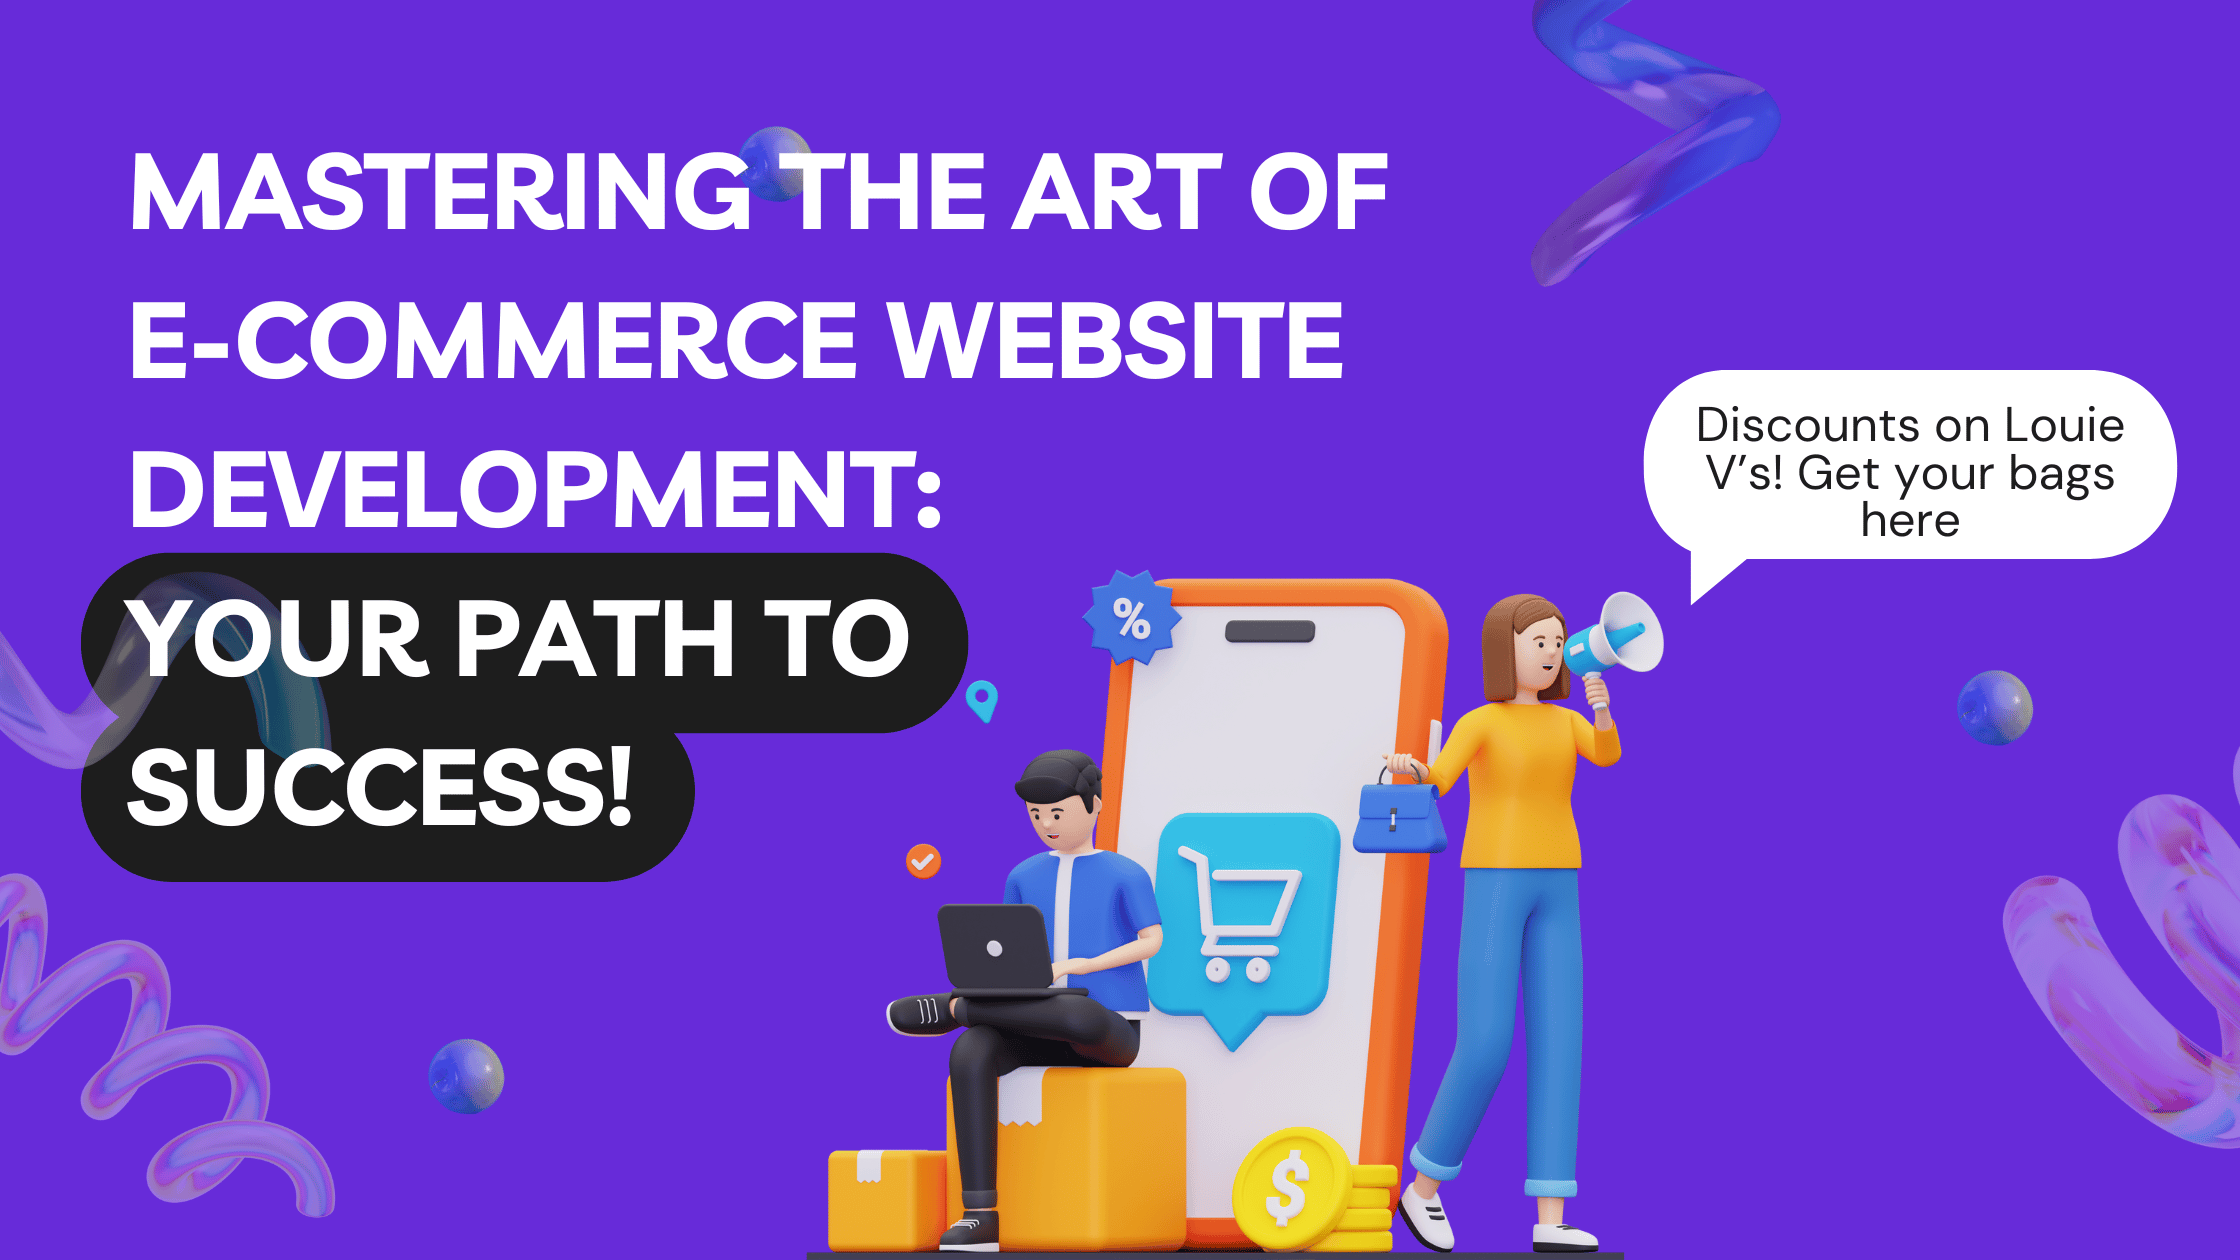 MASTERING THE ART OF
E-COMMERCE WEBSITE
DEVELOPMENT:
YOUR PATH TO
SUCCESS!
Discounts on Louie
V’s! Get your bags
here
%
$